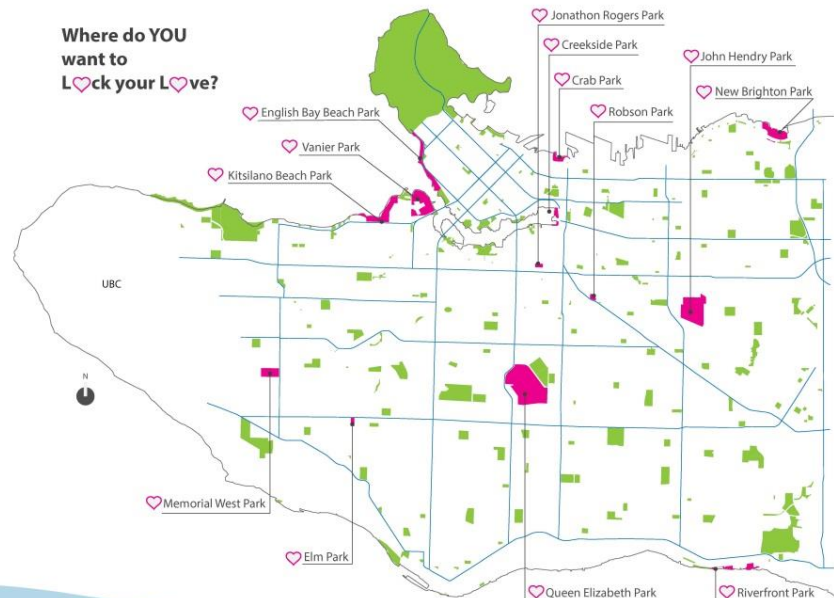 Where do YOU
want to
L♡ck your L♡ve?
Jonathon Rogers Park
Creekside Park
Crab Park
John Hendry Park
New Brighton Park
Robson Park
English Bay Beach Park
Vanier Park
Kitsilano Beach Park
UBC
N
Memorial West Park
Elm Park
Queen Elizabeth Park
Riverfront Park